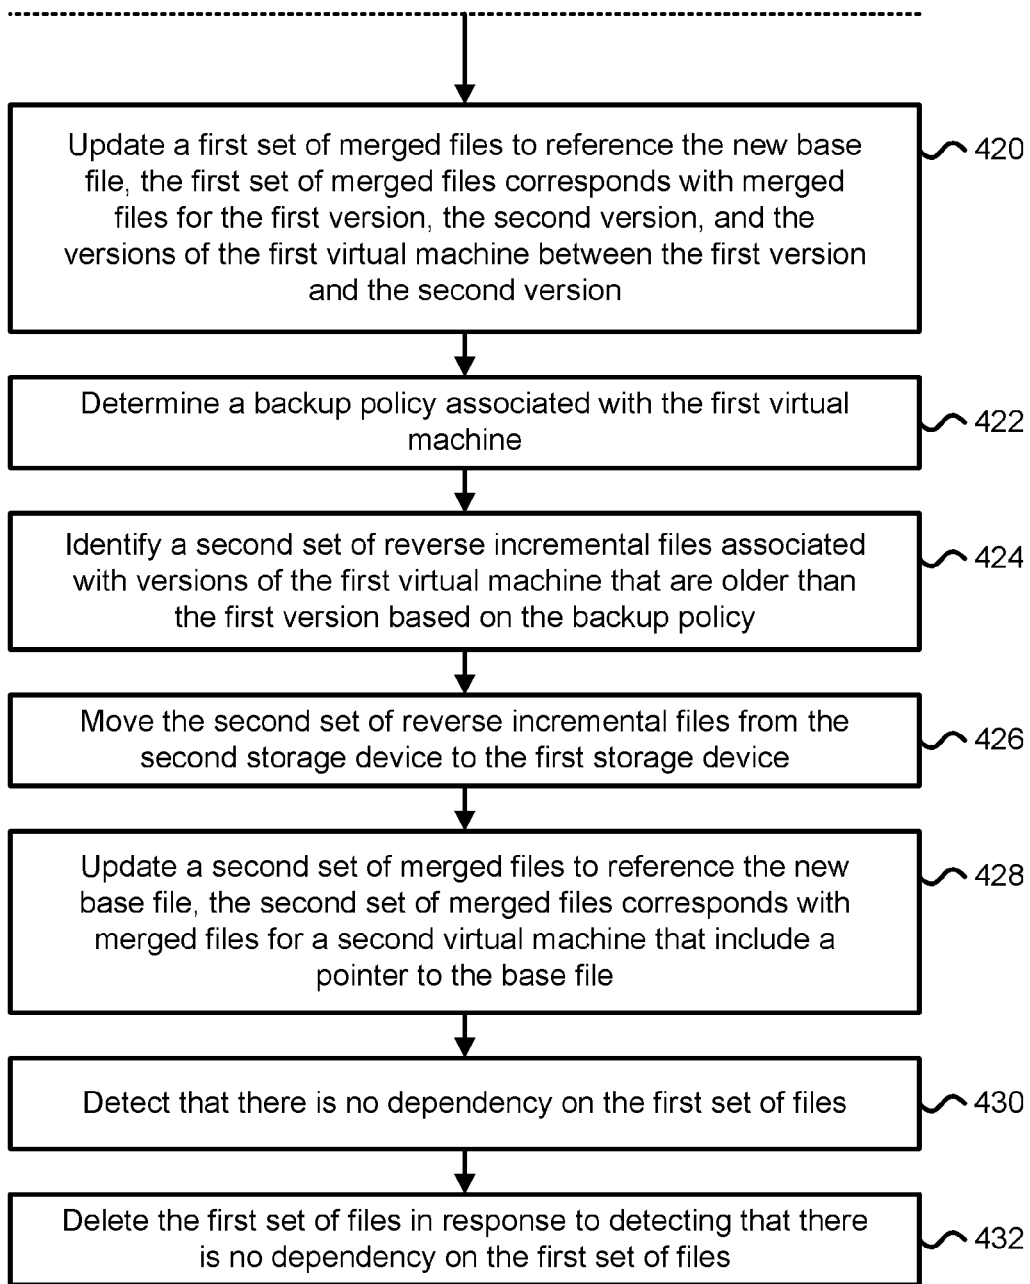 Update a first set of merged files to reference the new base
file, the first set of merged files corresponds with merged
files for the first version, the second version, and the
versions of the first virtual machine between the first version
and the second version
420
Determine a backup policy associated with the first virtual
machine
422
Identify a second set of reverse incremental files associated
with versions of the first virtual machine that are older than
the first version based on the backup policy
424
Move the second set of reverse incremental files from the
second storage device to the first storage device
426
Update a second set of merged files to reference the new
base file, the second set of merged files corresponds with
merged files for a second virtual machine that include a
pointer to the base file
428
Detect that there is no dependency on the first set of files
430
Delete the first set of files in response to detecting that there
is no dependency on the first set of files
432